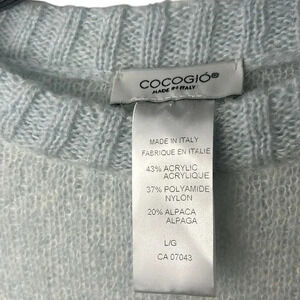 COCOGIÓ®
MADE IN ITALY
MADE IN ITALY
FABRIQUE EN ITALIE
43% ACRYLIC
ACRYLIQUE
37% POLYAMIDE
NYLON
20% ALPACA
ALPAGA
L/G
CA 07043